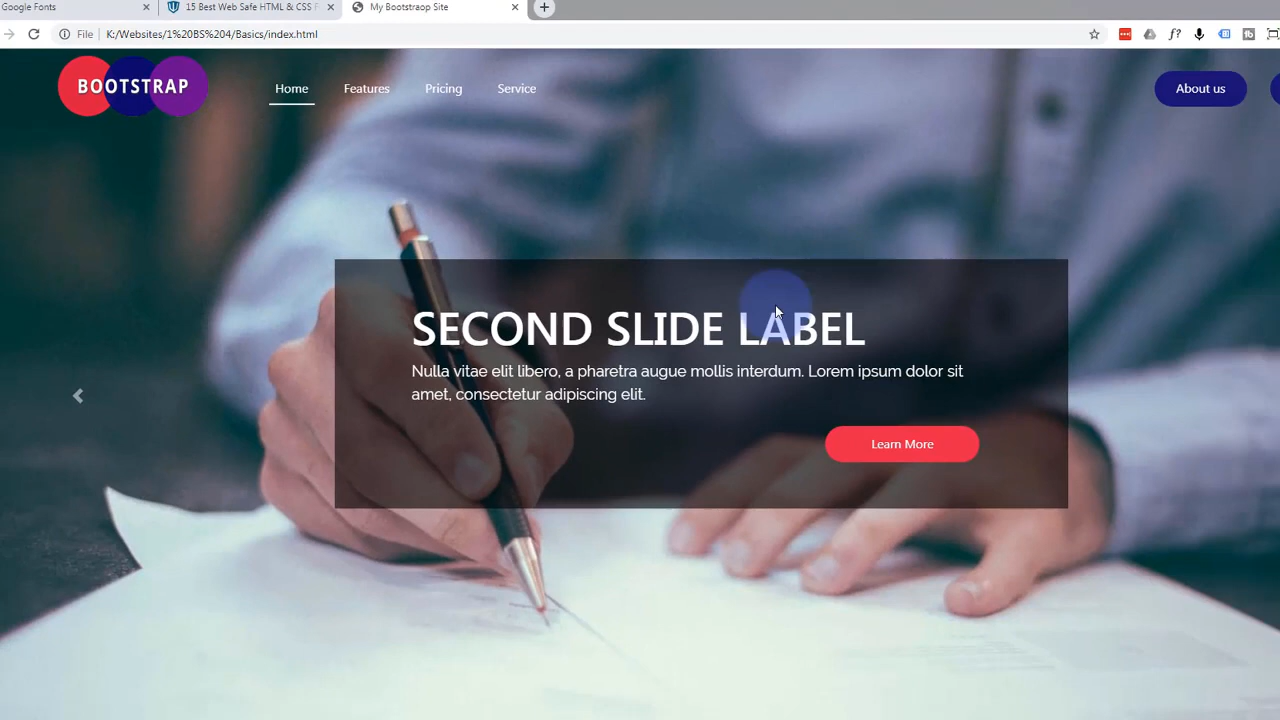 Google Fonts
15 Best Web Safe HTML & CSS F
My Bootstraop Site
File
K:/Websites/1%20BS%204/Basics/index.html
f?
BOOTSTRAP
Home
Features
Pricing
Service
About us
SECOND SLIDE LABEL
Nulla vitae elit libero, a pharetra augue mollis interdum. Lorem ipsum dolor sit
amet, consectetur adipiscing elit.
Learn More